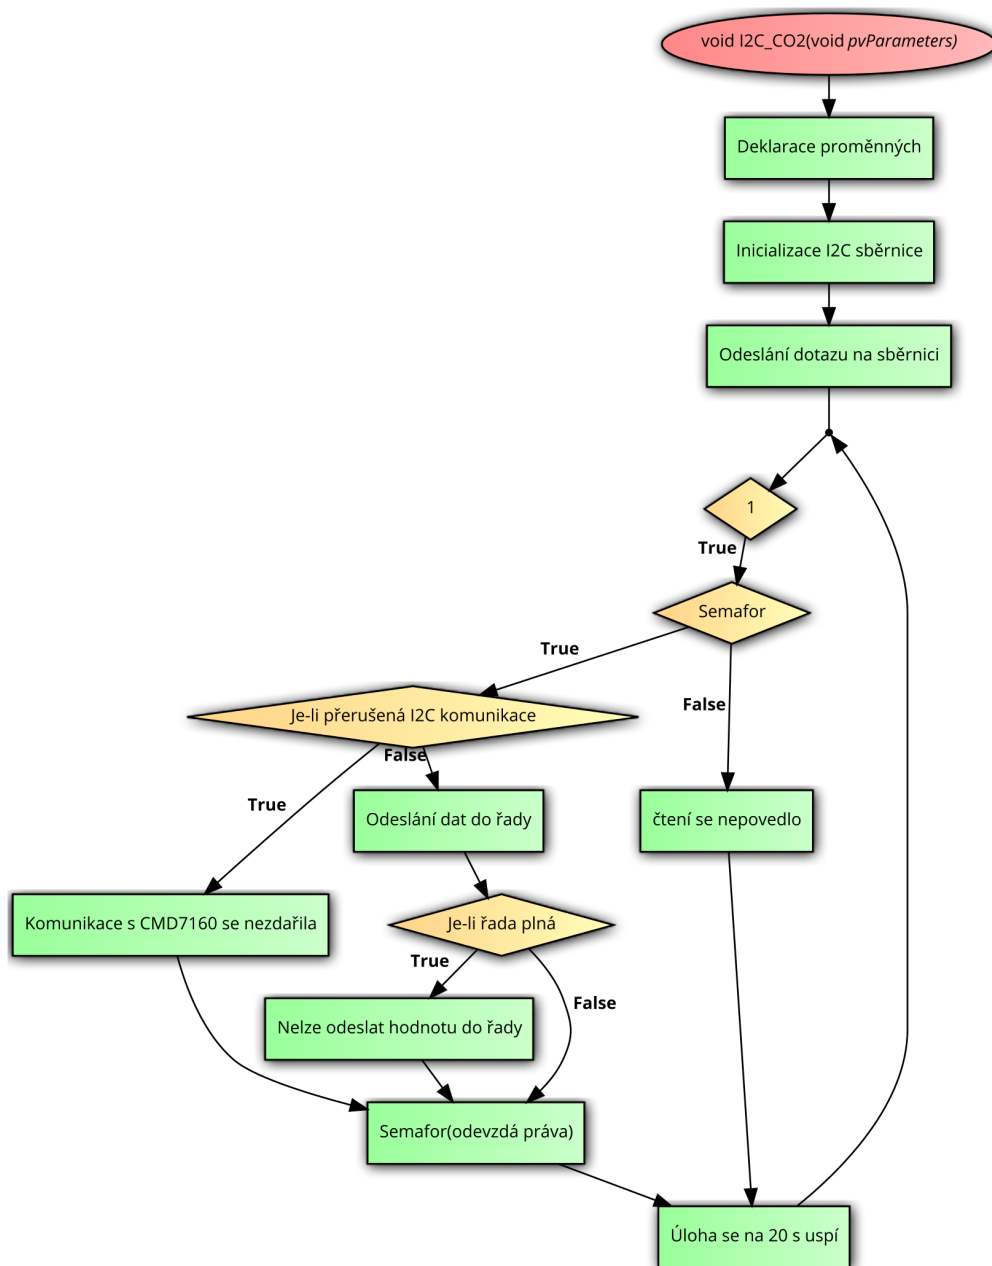 void I2C_CO2(void pvParameters)
Deklarace proměnných
Inicializace I2C sběrnice
Odeslání dotazu na sběrnici
1
True
Semafor
True
False
Je-li přerušená I2C komunikace
False
True
Odeslání dat do řady
čtení se nepovedlo
Komunikace s CMD7160 se nezdařila
Je-li řada plná
True
False
Nelze odeslat hodnotu do řady
Semafor(odevzdá práva)
Úloha se na 20 s uspí